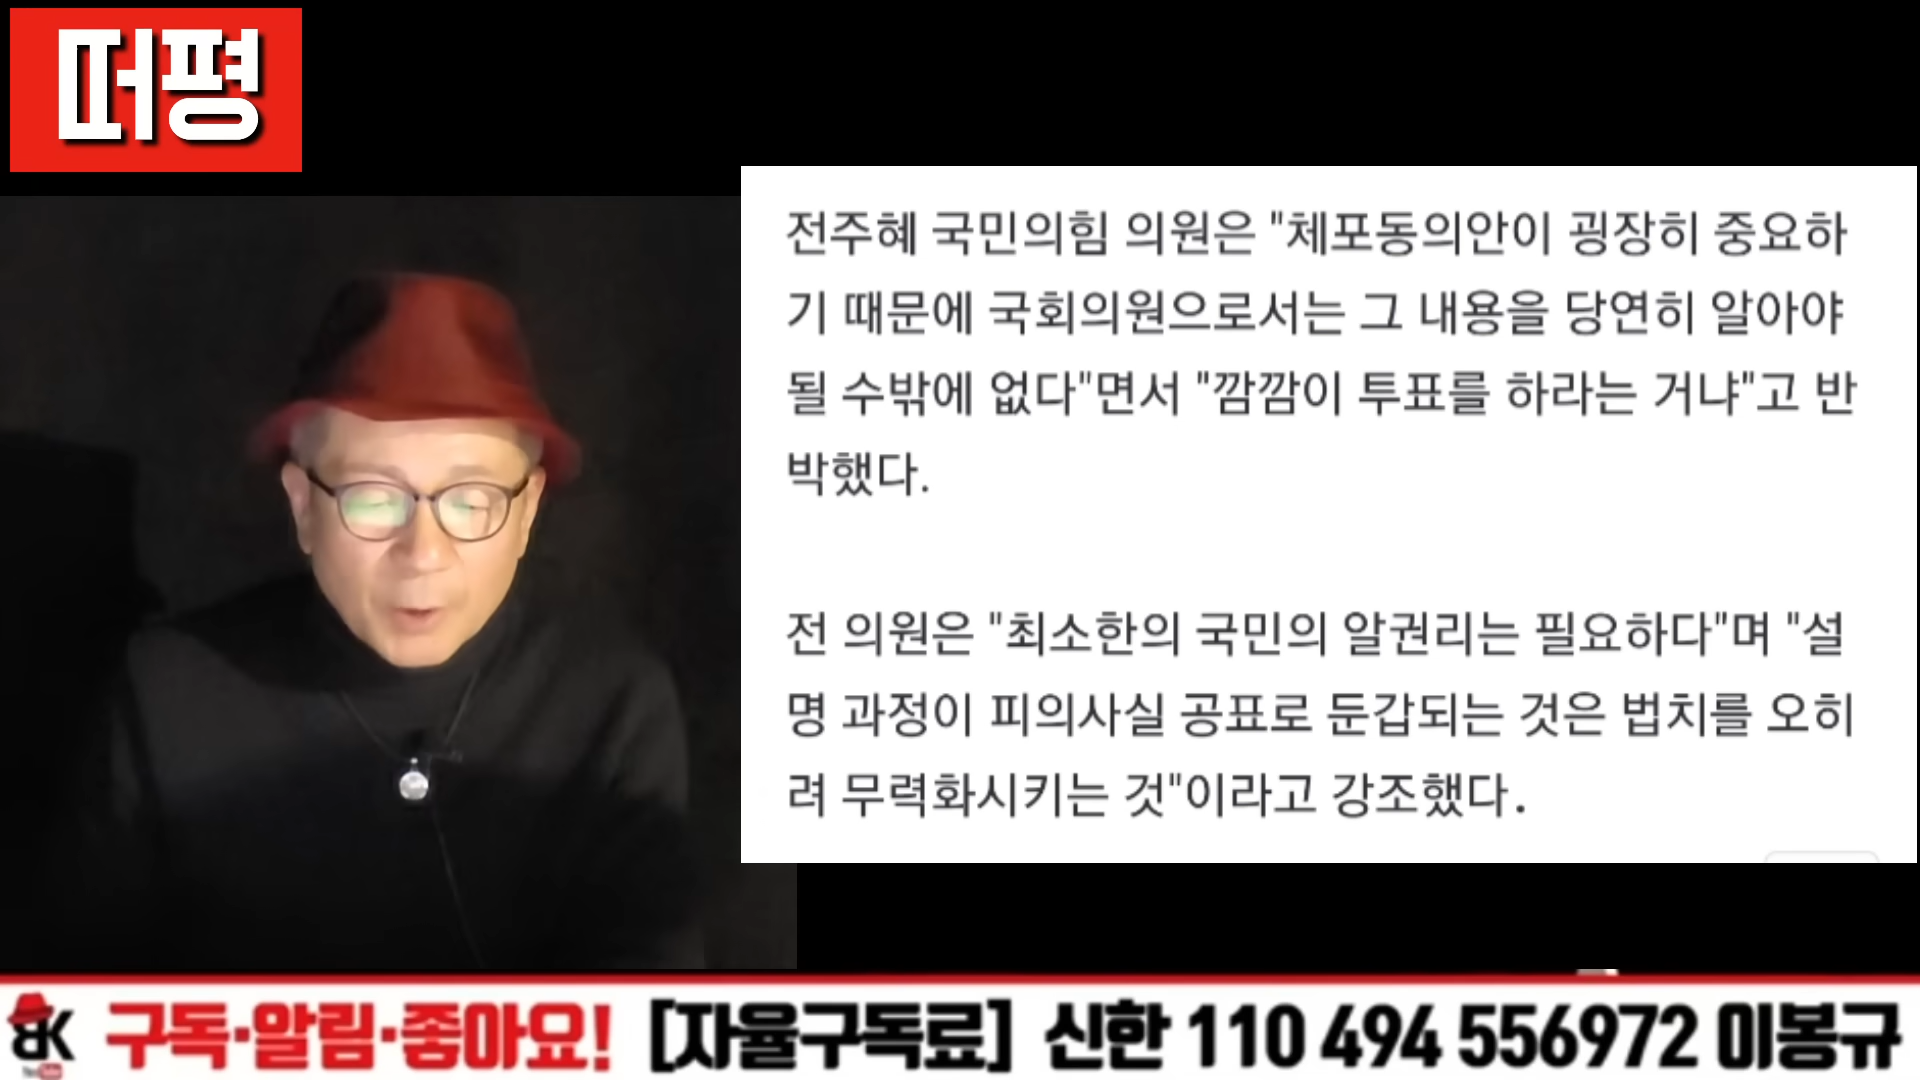 떠평
전주혜 국민의힘 의원은 "체포동의안이 굉장히 중요하
기 때문에 국회의원으로서는 그 내용을 당연히 알아야
될 수밖에 없다"면서 "깜깜이 투표를 하라는 거냐"고 반
박했다.
전 의원은 "최소한의 국민의 알권리는 필요하다"며 "설
명 과정이 피의사실 공표로 둔갑되는 것은 법치를 오히
려 무력화시키는 것"이라고 강조했다.
BK 구독·알림·좋아요! [자율구독료] 신한 110 494 556972 이봉규